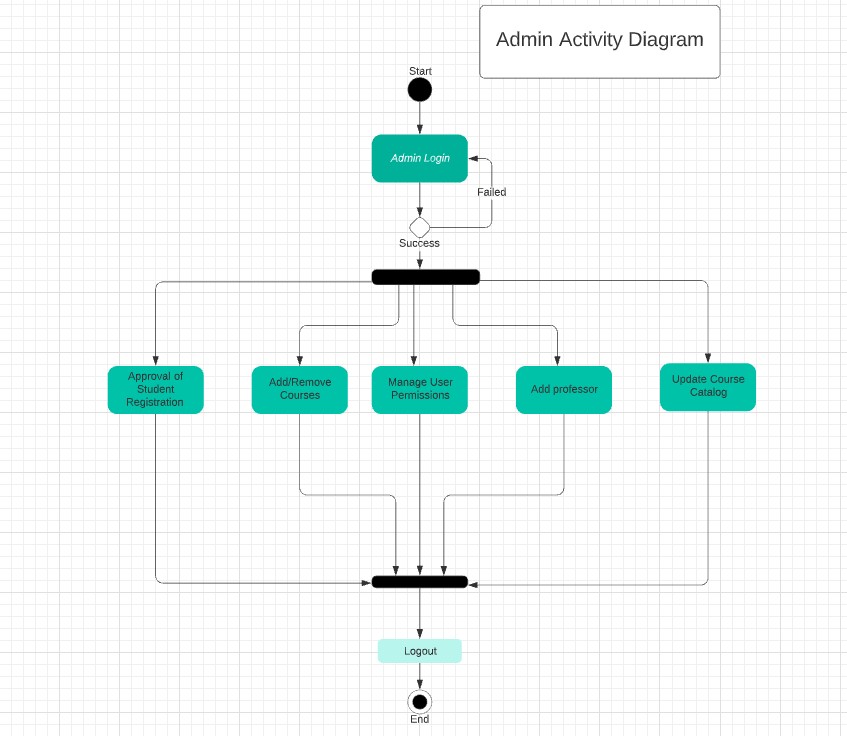 Admin Activity Diagram
Start
Admin Login
Failed
Success
Approval of
Student
Registration
Add/Remove
Courses
Manage User
Permissions
Add professor
Update Course
Catalog
Logout
End